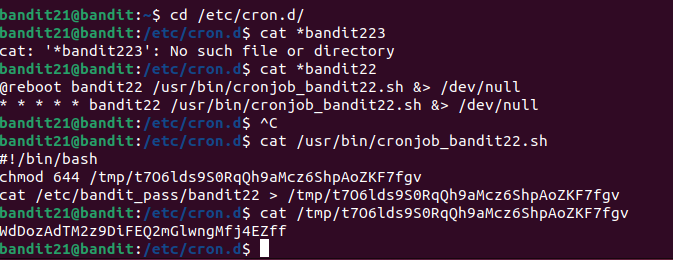 bandit21@bandit:~$ cd /etc/cron.d/
bandit21@bandit:/etc/cron.d$ cat *bandit223
cat: '*bandit223': No such file or directory
bandit21@bandit:/etc/cron.d$ cat *bandit22
@reboot bandit22 /usr/bin/cronjob_bandit22.sh &> /dev/null
* * * * * bandit22 /usr/bin/cronjob_bandit22.sh &> /dev/null
bandit21@bandit:/etc/cron.d$ ^C
bandit21@bandit:/etc/cron.d$ cat /usr/bin/cronjob_bandit22.sh
#!/bin/bash
chmod 644 /tmp/t7O6lds9S0RqQh9aMcz6ShpAoZKF7fgv
cat /etc/bandit_pass/bandit22 > /tmp/t7O6lds9S0RqQh9aMcz6ShpAoZKF7fgv
bandit21@bandit:/etc/cron.d$ cat /tmp/t7O6lds9S0RqQh9aMcz6ShpAoZKF7fgv
WdDozAdTM2z9DiFEQ2mGlwngMfj4EZff
bandit21@bandit:/etc/cron.d$